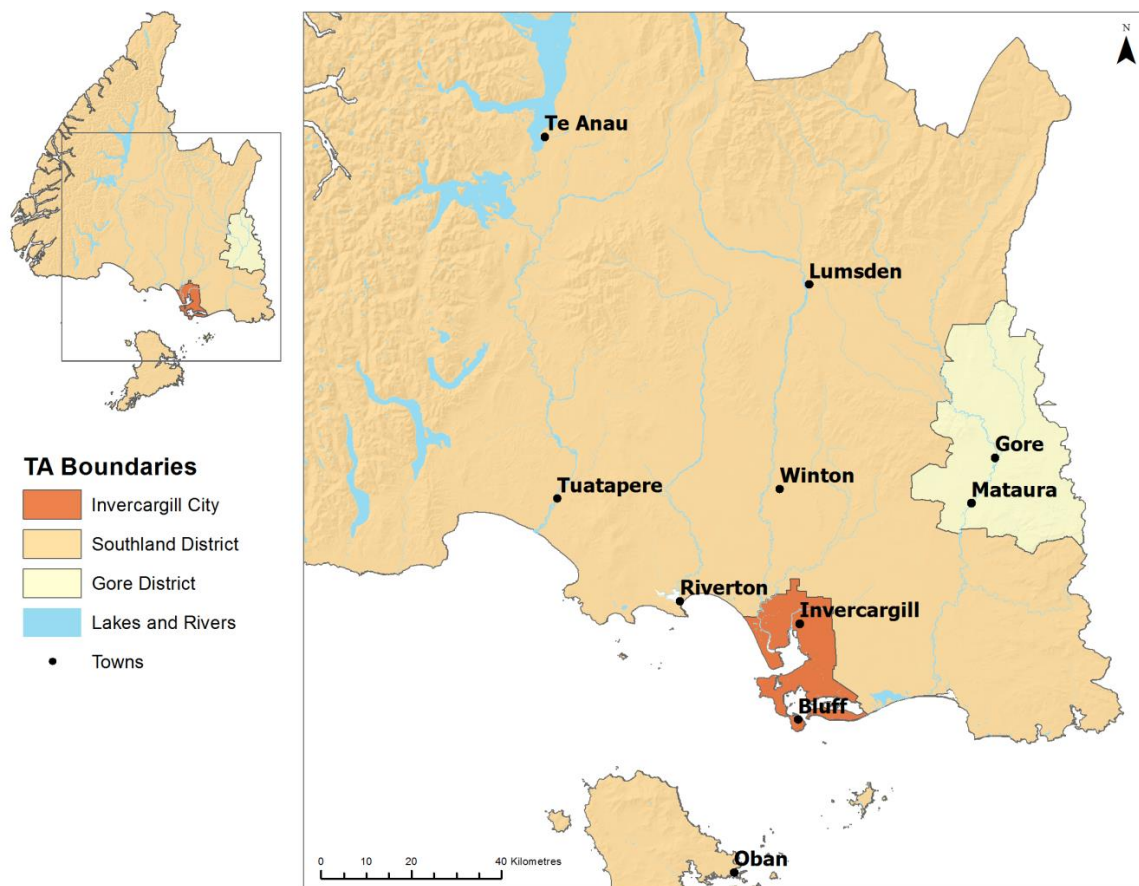 N
Te Anau
Lumsden
Gore
Mataura
Tuatapere
Winton
Riverton
Invercargill
Bluff
Oban
TA Boundaries
Invercargill City
Southland District
Gore District
Lakes and Rivers
Towns
0 10 20 40 Kilometres